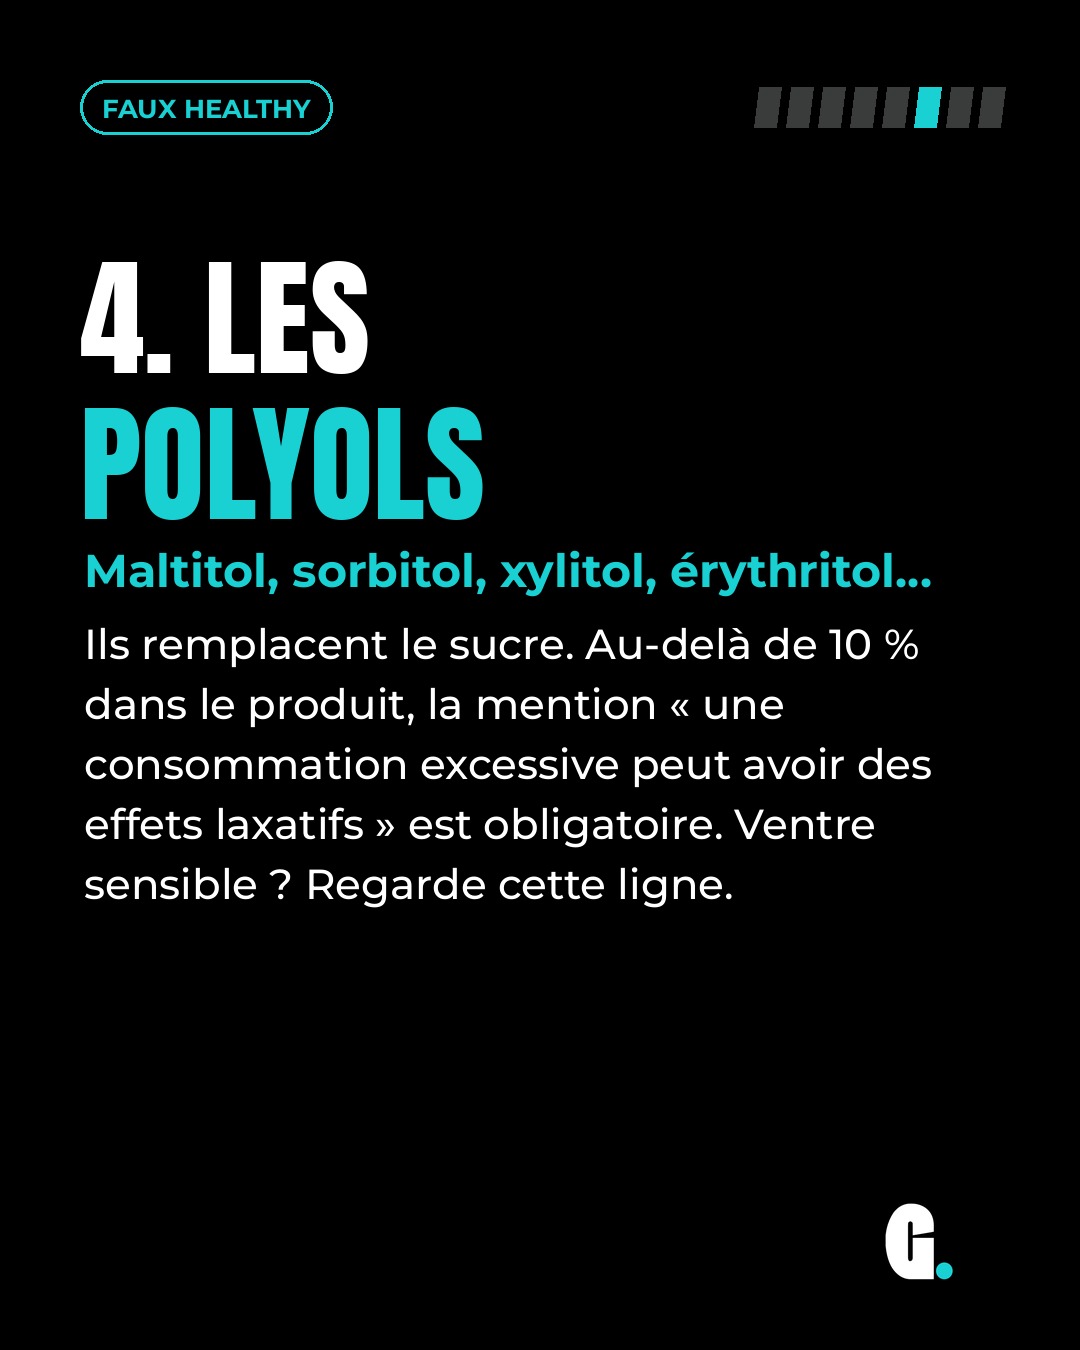 FAUX HEALTHY
4. LES
POLYOLS
Maltitol, sorbitol, xylitol, érythritol...
Ils remplacent le sucre. Au-delà de 10 %
dans le produit, la mention « une
consommation excessive peut avoir des
effets laxatifs » est obligatoire. Ventre
sensible ? Regarde cette ligne.
G.